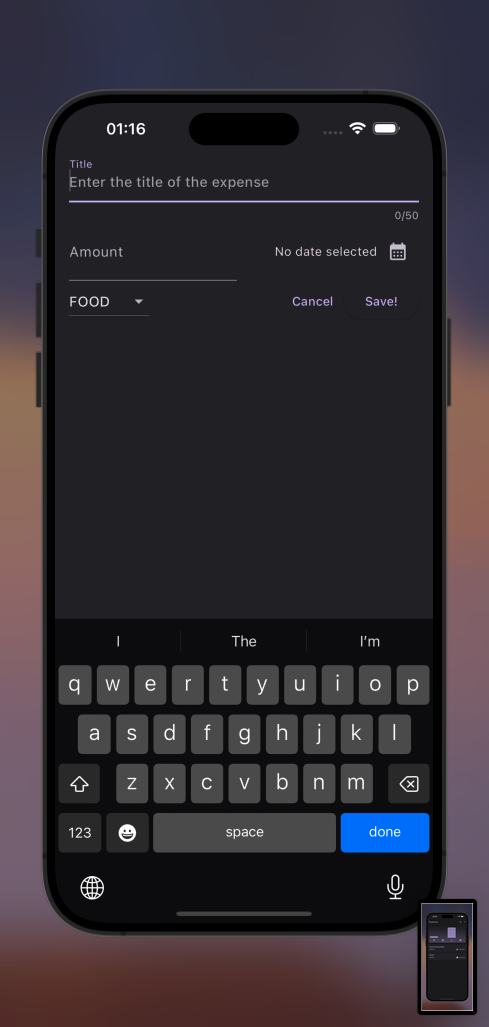 01:16
Title
Enter the title of the expense
0/50
Amount
No date selected
FOOD
Cancel
Save!
I
The
I'm
q w e r t y u i o p
a s d f g h j k l
z x c v b n m
123
space
done